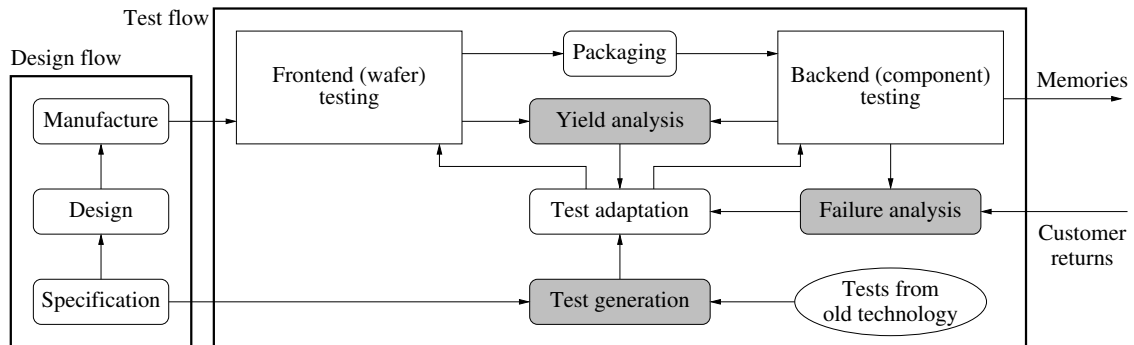 Test flow
Design flow
Packaging
Frontend (wafer)
testing
Backend (component)
testing
Memories
Manufacture
Yield analysis
Design
Test adaptation
Failure analysis
Customer
returns
Specification
Test generation
Tests from
old technology